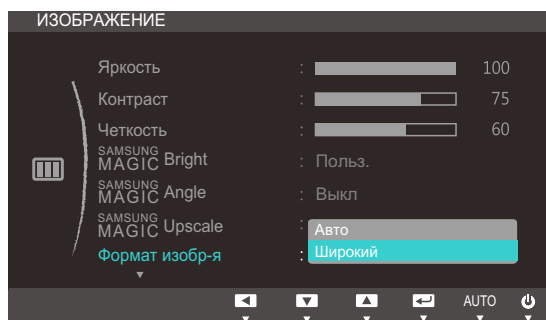 ИЗОБРАЖЕНИЕ
Яркость : 100
Контраст : 75
Четкость : 60
SAMSUNG MAGIC Bright : Польз.
SAMSUNG MAGIC Angle : Выкл
SAMSUNG MAGIC Upscale : Авто
Формат изобр-я : Широкий
AUTO